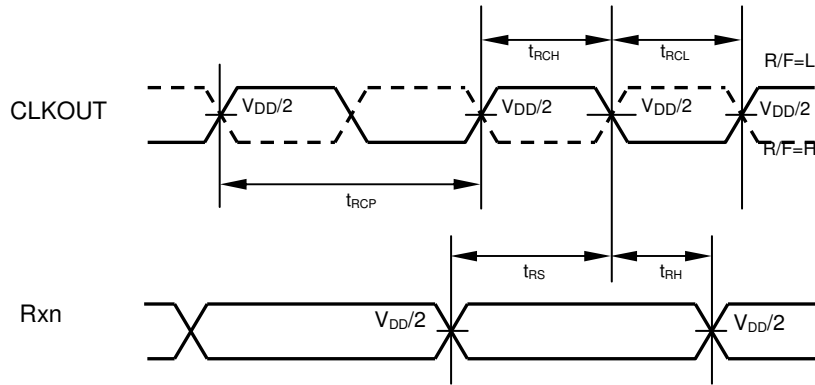 tRCH tRCL R/F=L
CLKOUT VDD/2 VDD/2 VDD/2 VDD/2
R/F=H
tRCP
tRS tRH
Rxn VDD/2 VDD/2